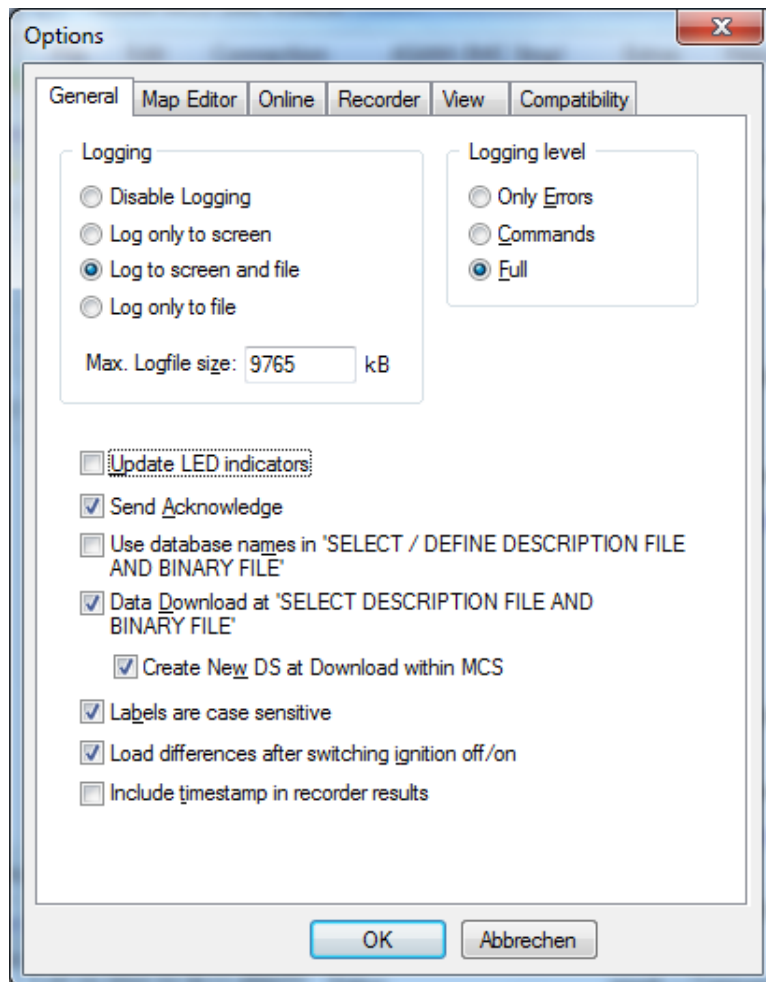 Options
General Map Editor Online Recorder View Compatibility
Logging
Disable Logging
Log only to screen
Log to screen and file
Log only to file
Max. Logfile size: 9765 kB
Logging level
Only Errors
Commands
Full
Update LED indicators
Send Acknowledge
Use database names in "SELECT / DEFINE DESCRIPTION FILE
AND BINARY FILE"
Data Download at "SELECT DESCRIPTION FILE AND
BINARY FILE"
Create New DS at Download within MCS
Labels are case sensitive
Load differences after switching ignition off/on
Include timestamp in recorder results
OK Abbrechen